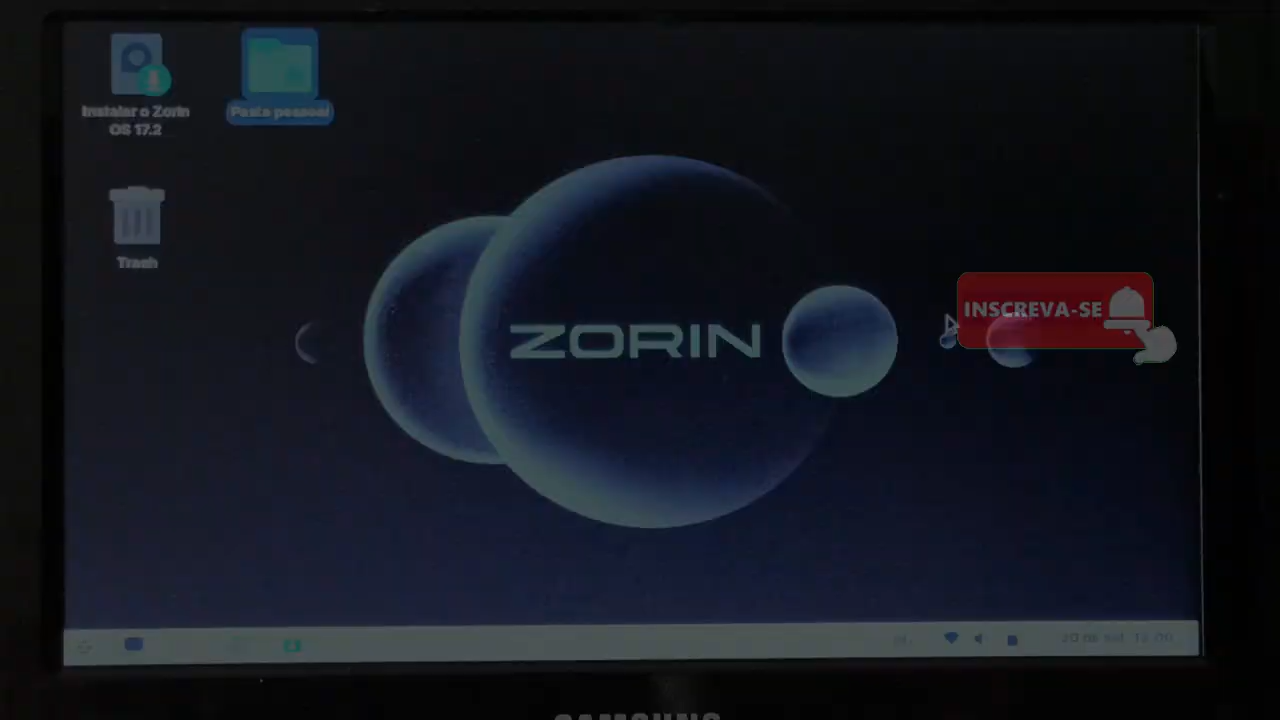 Instalar o Zorin
OS 17.2
Pasta pessoal
Trash
ZORIN
INSCREVA-SE
SAMSUNG